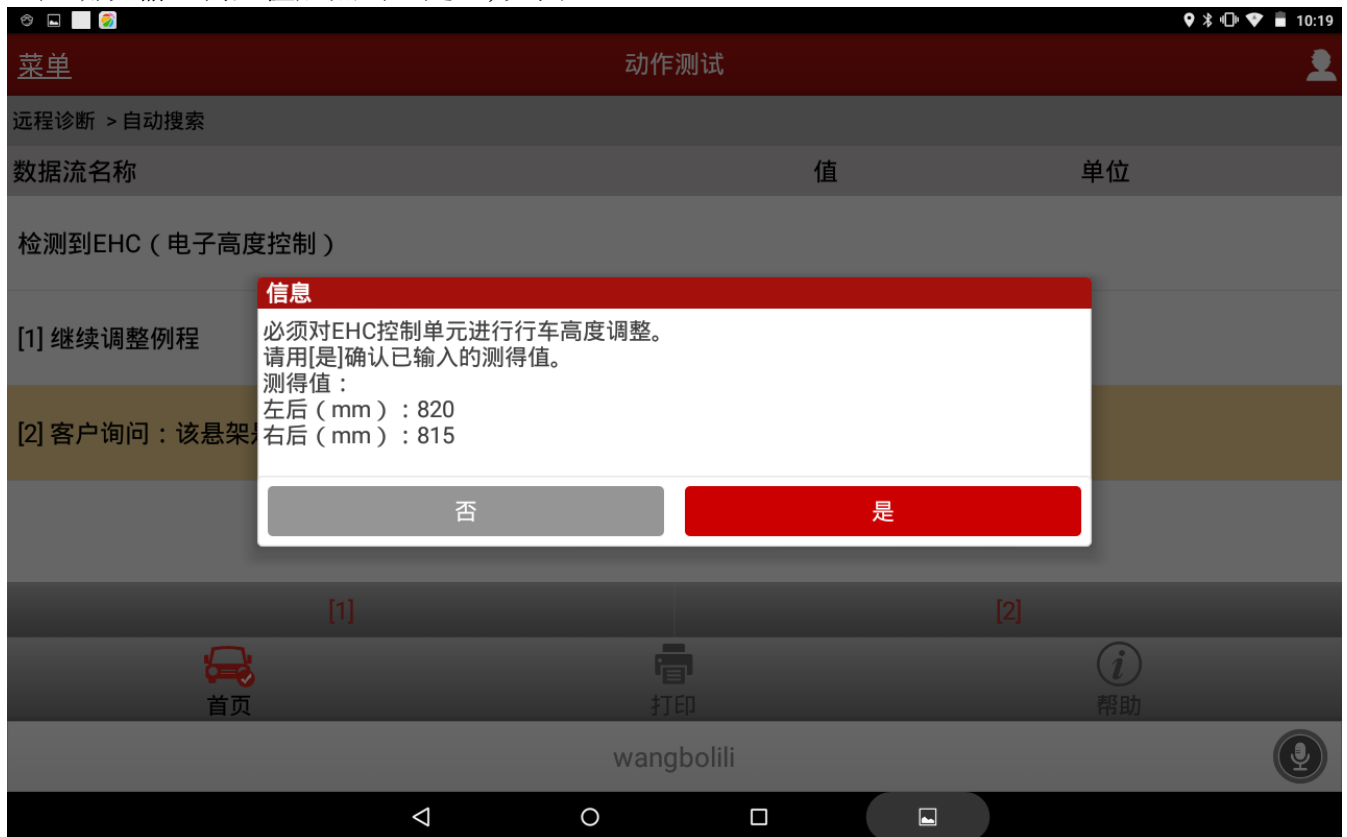 10:19
菜单
动作测试
远程诊断 >自动搜索
数据流名称 值 单位
检测到EHC（电子高度控制）
信息
[1] 继续调整例程
必须对EHC控制单元进行行车高度调整。
请用[是]确认已输入的测得值。
测得值：
左后（mm）：820
[2] 客户询问：该悬架
右后（mm）：815
否 是
[1] [2]
首页 打印 帮助
wangbolili